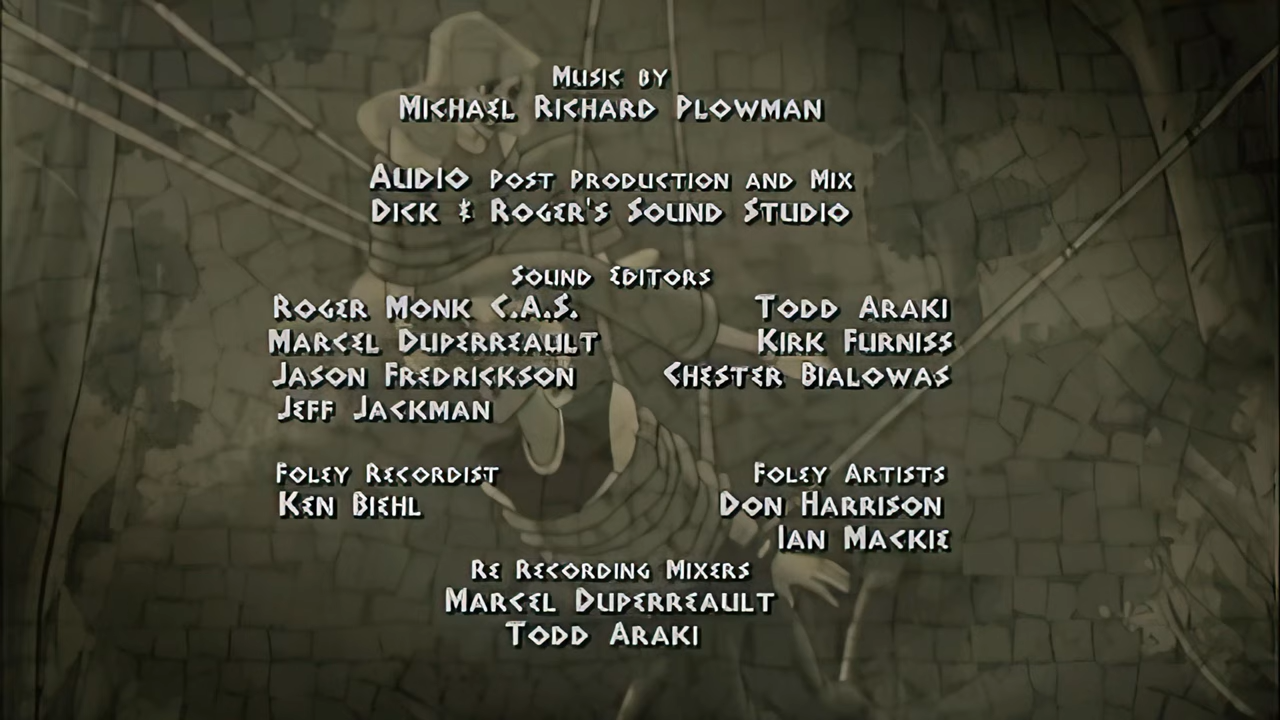 Music by
Michael Richard Plowman
Audio Post Production and Mix
Dick & Roger's Sound Studio
Sound Editors
Roger Monk C.A.S.
Todd Araki
Marcel Duperreault
Kirk Furniss
Jason Fredrickson
Chester Bialowas
Jeff Jackman
Foley Recordist
Foley Artists
Ken Biehl
Don Harrison
Ian Mackie
Re Recording Mixers
Marcel Duperreault
Todd Araki